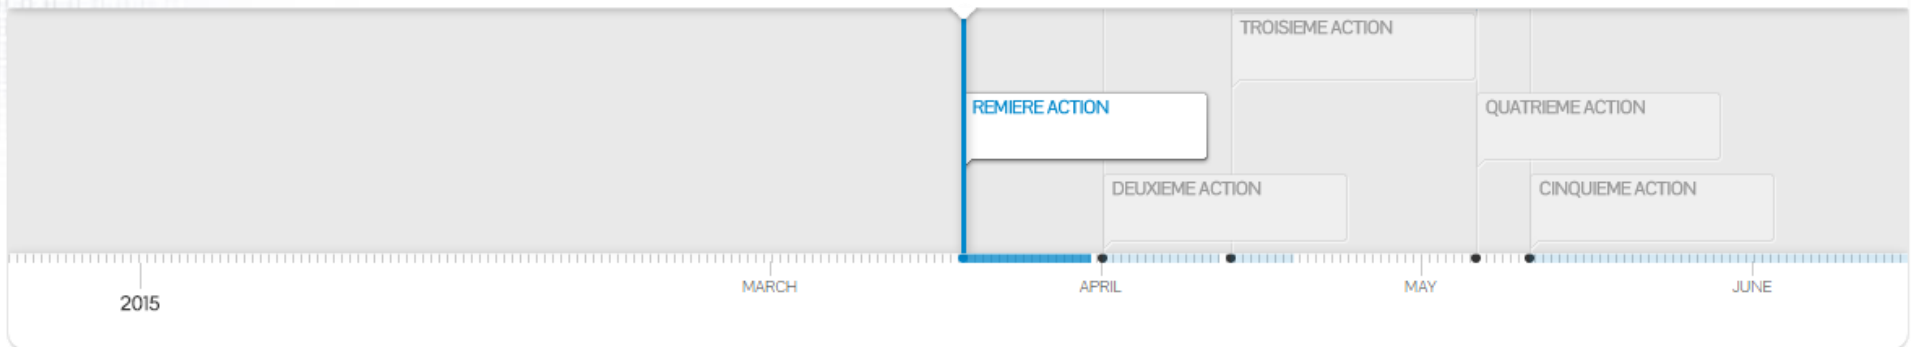 TROISIEME ACTION
REMIERE ACTION
QUATRIEME ACTION
DEUXIEME ACTION
CINQUIEME ACTION
MARCH
APRIL
MAY
JUNE
2015